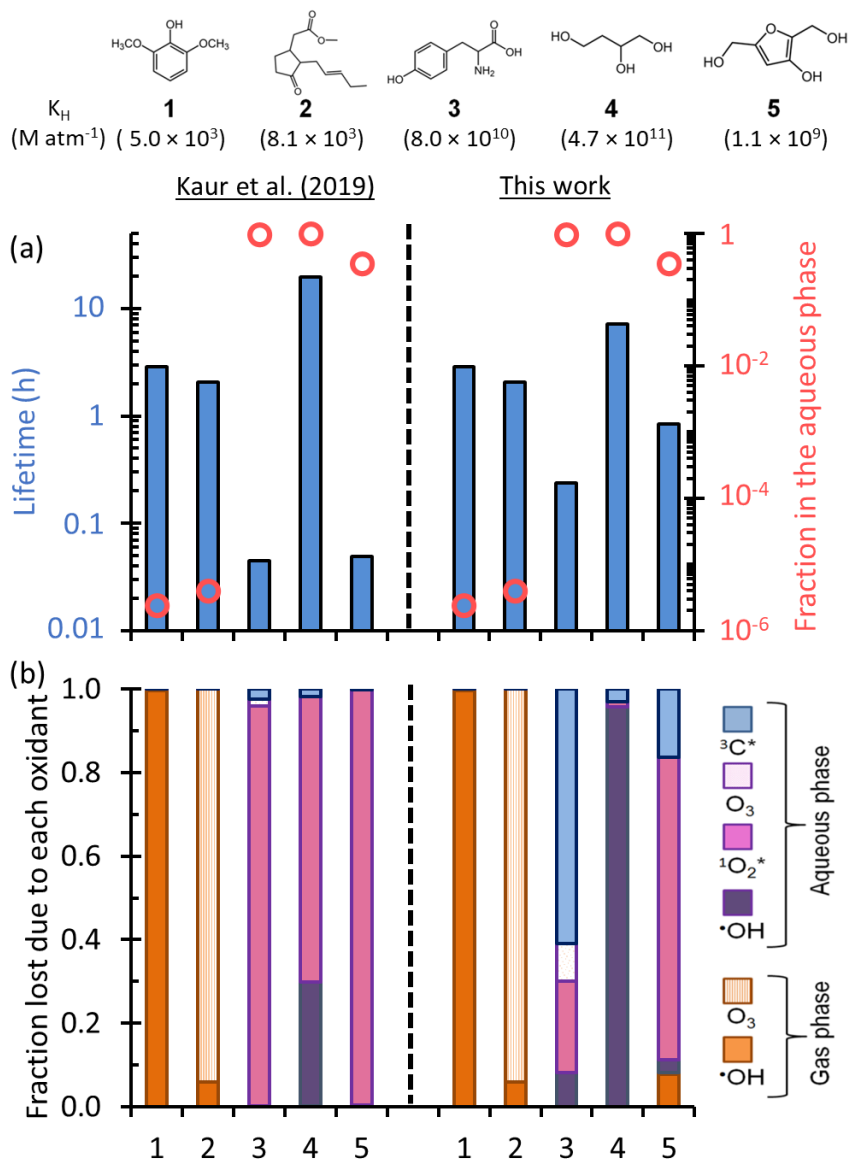 OH
H₃CO
OCH₃
O
O
O
O
OH
NH₂
HO
HO
OH
OH
HO
O
OH
OH
K_H
1 2 3 4 5
(M atm⁻¹) ( 5.0 × 10³) (8.1 × 10³) (8.0 × 10¹⁰) (4.7 × 10¹¹) (1.1 × 10⁹)
Kaur et al. (2019) This work
(a)
Lifetime (h)
10
1
0.1
0.01
1
10⁻²
10⁻⁴
10⁻⁶
Fraction in the aqueous phase
(b)
Fraction lost due to each oxidant
1.0
0.8
0.6
0.4
0.2
0.0
1 2 3 4 5 1 2 3 4 5
³C*
O₃
¹O₂*
•OH
Aqueous phase
O₃
•OH
Gas phase